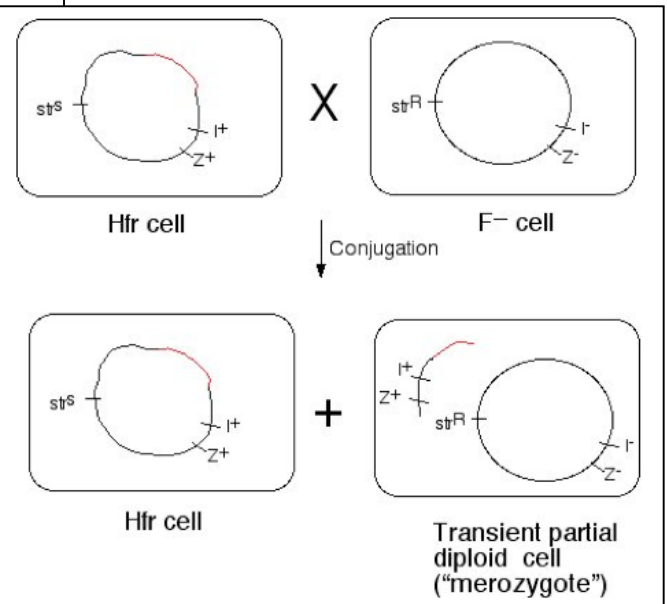 str^S
I+
Z+
Hfr cell
X
str^R
I-
Z-
F– cell
Conjugation
str^S
I+
Z+
Hfr cell
+
I+
Z+
str^R
I-
Z-
Transient partial
diploid cell
("merozygote")